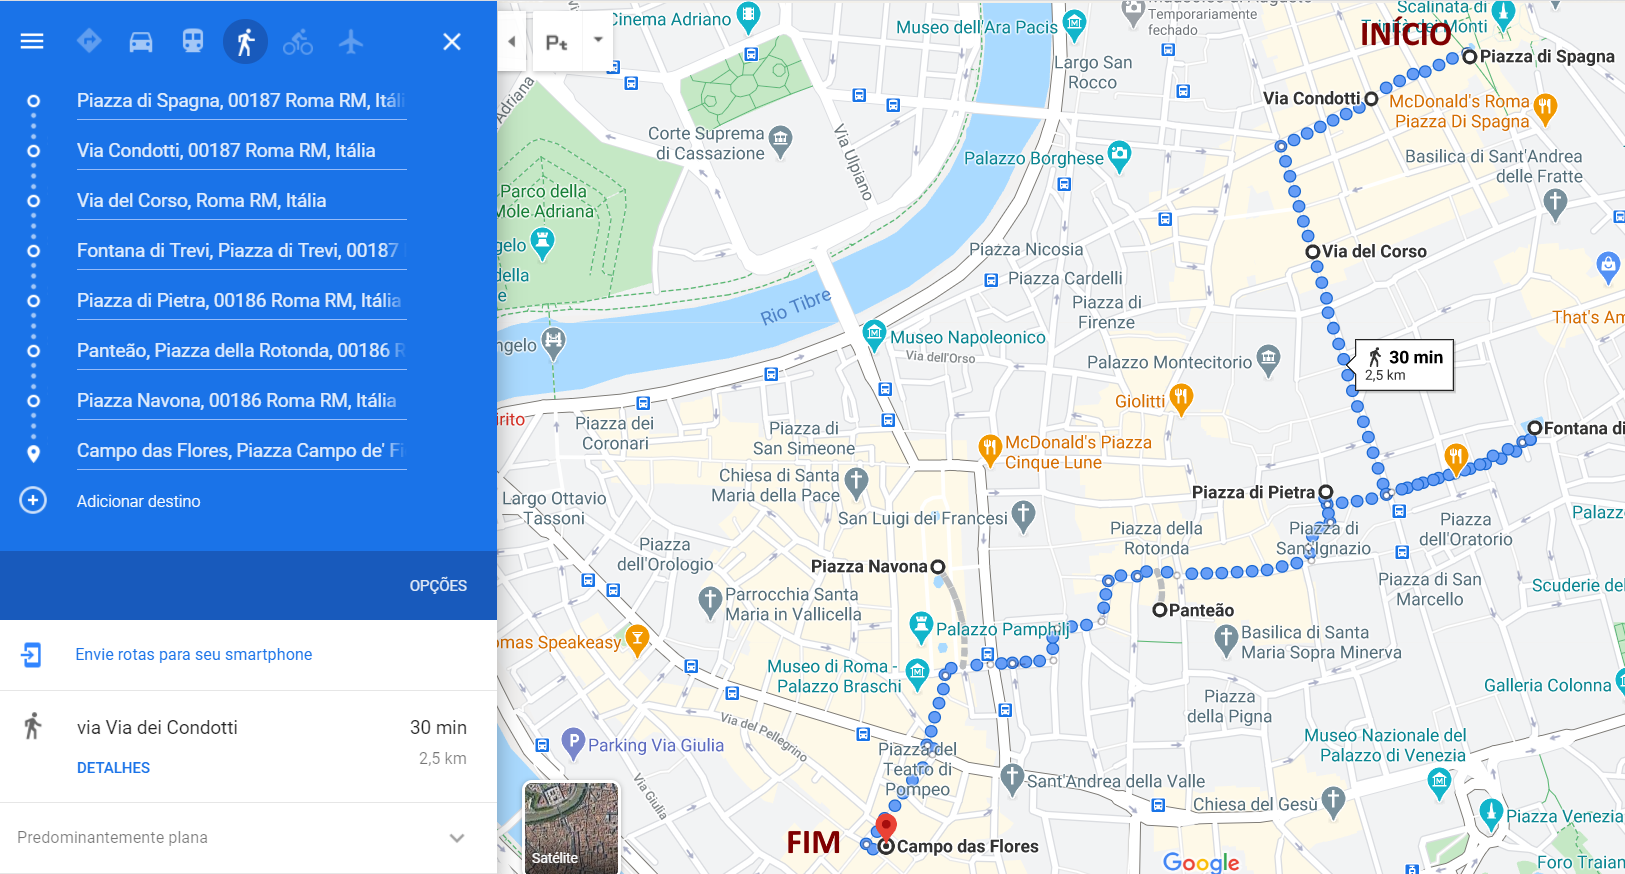 Piazza di Spagna, 00187 Roma RM, Itáli
Via Condotti, 00187 Roma RM, Itália
Via del Corso, Roma RM, Itália
Fontana di Trevi, Piazza di Trevi, 00187
Piazza di Pietra, 00186 Roma RM, Itália
Panteão, Piazza della Rotonda, 00186 R
Piazza Navona, 00186 Roma RM, Itália
Campo das Flores, Piazza Campo de' Fi
Adicionar destino
OPÇÕES
Envie rotas para seu smartphone
via Via dei Condotti
30 min
2,5 km
DETALHES
Predominantemente plana
Satélite
Cinema Adriano
Museo dell'Ara Pacis
Temporariamente
fechado
Scalinata di
Trinità dei Monti
INÍCIO
Piazza di Spagna
Largo San
Rocco
Via Condotti
McDonald's Roma
Piazza Di Spagna
Adriana
Corte Suprema
di Cassazione
Via Ulpiano
Palazzo Borghese
Basilica di Sant'Andrea
delle Fratte
Parco della
Mole Adriana
gelo
della
e
Piazza Nicosia
Via del Corso
Piazza Cardelli
Rio Tibre
Piazza di
Firenze
That's Am
ngelo
Museo Napoleonico
Via dell'Orso
30 min
2,5 km
Palazzo Montecitorio
Giolitti
irito
Piazza dei
Coronari
Piazza di
San Simeone
McDonald's Piazza
Cinque Lune
Fontana di
Chiesa di Santa
Maria della Pace
Largo Ottavio
Tassoni
Piazza di Pietra
San Luigi dei Francesi
Piazza della
Rotonda
Piazza di
Sant'Ignazio
Piazza
dell'Oratorio
Palazz
Piazza
dell'Orologio
Piazza Navona
Parrocchia Santa
Maria in Vallicella
Panteão
Piazza di San
Marcello
Scuderie del
omas Speakeasy
Palazzo Pamphilj
Basilica di Santa
Maria Sopra Minerva
Museo di Roma -
Palazzo Braschi
Galleria Colonna
Piazza
della Pigna
Via del Pellegrino
Parking Via Giulia
Piazza del
Teatro di
Pompeo
Museo Nazionale del
Palazzo di Venezia
Via Giulia
Sant'Andrea della Valle
Chiesa del Gesù
Piazza Venezia
FIM
Campo das Flores
Google
Foro Traian